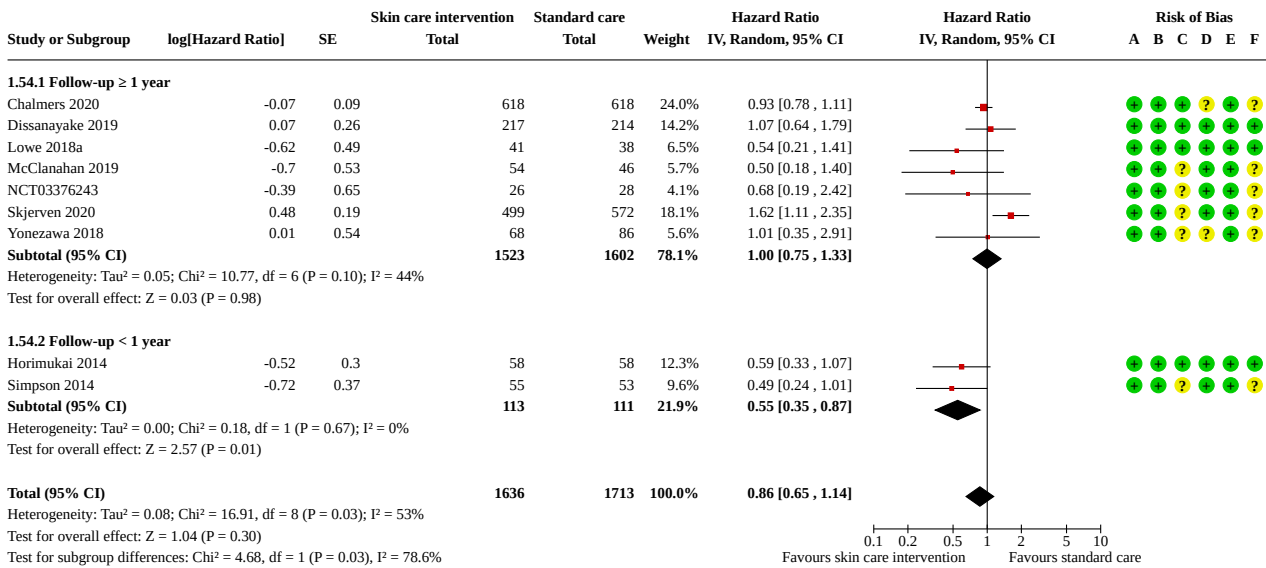 Skin care intervention Standard care Hazard Ratio Hazard Ratio Risk of Bias
Study or Subgroup log[Hazard Ratio] SE Total Total Weight IV, Random, 95% CI IV, Random, 95% CI A B C D E F
1.54.1 Follow-up ≥ 1 year
Chalmers 2020 -0.07 0.09 618 618 24.0% 0.93 [0.78 , 1.11] + + + ? + ?
Dissanayake 2019 0.07 0.26 217 214 14.2% 1.07 [0.64 , 1.79] + + + + + +
Lowe 2018a -0.62 0.49 41 38 6.5% 0.54 [0.21 , 1.41] + + + + + +
McClanahan 2019 -0.7 0.53 54 46 5.7% 0.50 [0.18 , 1.40] + + ? + + ?
NCT03376243 -0.39 0.65 26 28 4.1% 0.68 [0.19 , 2.42] + + ? + + ?
Skjerven 2020 0.48 0.19 499 572 18.1% 1.62 [1.11 , 2.35] + + ? + + ?
Yonezawa 2018 0.01 0.54 68 86 5.6% 1.01 [0.35 , 2.91] + + ? ? + ?
Subtotal (95% CI) 1523 1602 78.1% 1.00 [0.75 , 1.33]
Heterogeneity: Tau² = 0.05; Chi² = 10.77, df = 6 (P = 0.10); I² = 44%
Test for overall effect: Z = 0.03 (P = 0.98)
1.54.2 Follow-up < 1 year
Horimukai 2014 -0.52 0.3 58 58 12.3% 0.59 [0.33 , 1.07] + + + + + +
Simpson 2014 -0.72 0.37 55 53 9.6% 0.49 [0.24 , 1.01] + + ? + + ?
Subtotal (95% CI) 113 111 21.9% 0.55 [0.35 , 0.87]
Heterogeneity: Tau² = 0.00; Chi² = 0.18, df = 1 (P = 0.67); I² = 0%
Test for overall effect: Z = 2.57 (P = 0.01)
Total (95% CI) 1636 1713 100.0% 0.86 [0.65 , 1.14]
Heterogeneity: Tau² = 0.08; Chi² = 16.91, df = 8 (P = 0.03); I² = 53%
Test for overall effect: Z = 1.04 (P = 0.30)
Test for subgroup differences: Chi² = 4.68, df = 1 (P = 0.03), I² = 78.6%
0.1 0.2 0.5 1 2 5 10
Favours skin care intervention Favours standard care